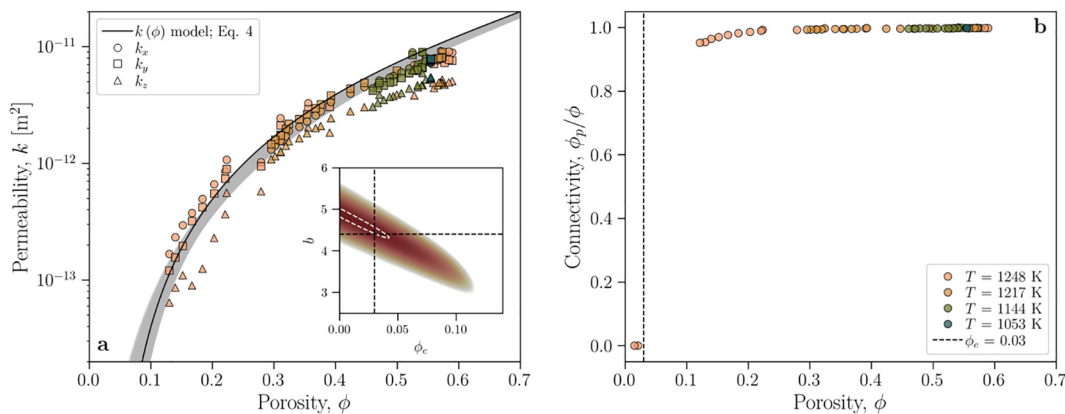 k (ϕ) model; Eq. 4
k_x
k_y
k_z
Permeability, k [m²]
10⁻¹¹
10⁻¹²
10⁻¹³
a
0.0 0.1 0.2 0.3 0.4 0.5 0.6 0.7
Porosity, ϕ
b
6
5
4
3
0.00 0.05 0.10
ϕ_c
b
Connectivity, ϕ_p/ϕ
1.0
0.8
0.6
0.4
0.2
0.0
T = 1248 K
T = 1217 K
T = 1144 K
T = 1053 K
ϕ_c = 0.03
0.0 0.1 0.2 0.3 0.4 0.5 0.6 0.7
Porosity, ϕ